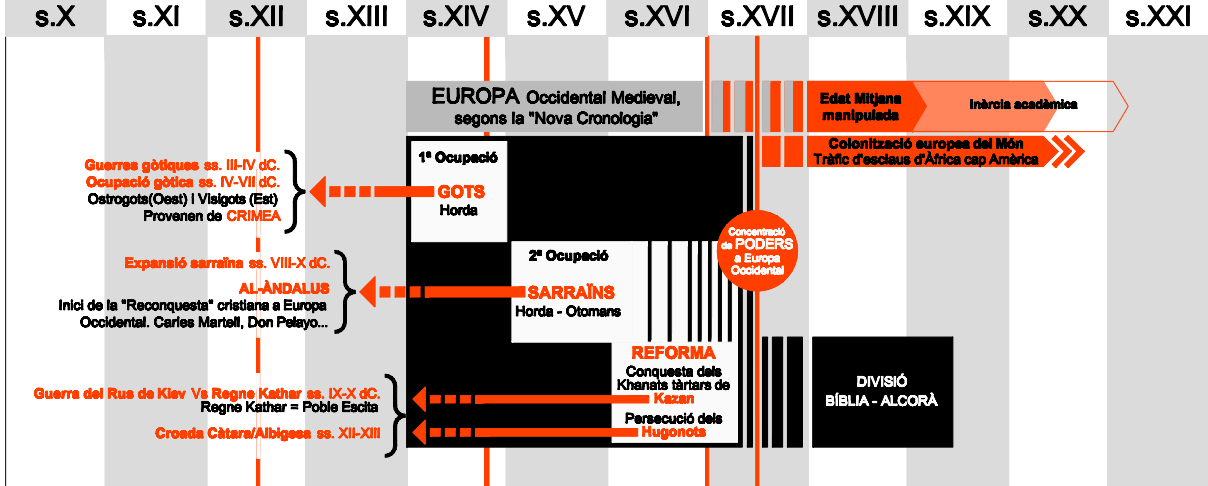 s.X s.XI s.XII s.XIII s.XIV s.XV s.XVI s.XVII s.XVIII s.XIX s.XX s.XXI
EUROPA Occidental Medieval,
segons la "Nova Cronologia"
Edat Mitjana
manipulada
Inèrcia acadèmica
Colonització europea del Món
Tràfic d'esclaus d'Àfrica cap Amèrica
Guerres gòtiques ss. III-IV dC.
Ocupació gòtica ss. IV-VII dC.
Ostrogots(Oest) i Visigots (Est)
Provenen de CRIMEA
1ª Ocupació
GOTS
Horda
Concentració
de PODERS
a Europa
Occidental
Expansió sarraïna ss. VIII-X dC.
AL-ÀNDALUS
Inici de la "Reconquesta" cristiana a Europa
Occidental. Carles Martell, Don Pelayo...
2ª Ocupació
SARRAÏNS
Horda - Otomans
REFORMA
Conquesta dels
Khanats tàrtars de
Kazan
Persecució dels
Hugonots
Guerra del Rus de Kiev Vs Regne Kathar ss. IX-X dC.
Regne Kathar = Poble Escita
Croada Càtara/Albigesa ss. XII-XIII
DIVISIÓ
BÍBLIA - ALCORÀ